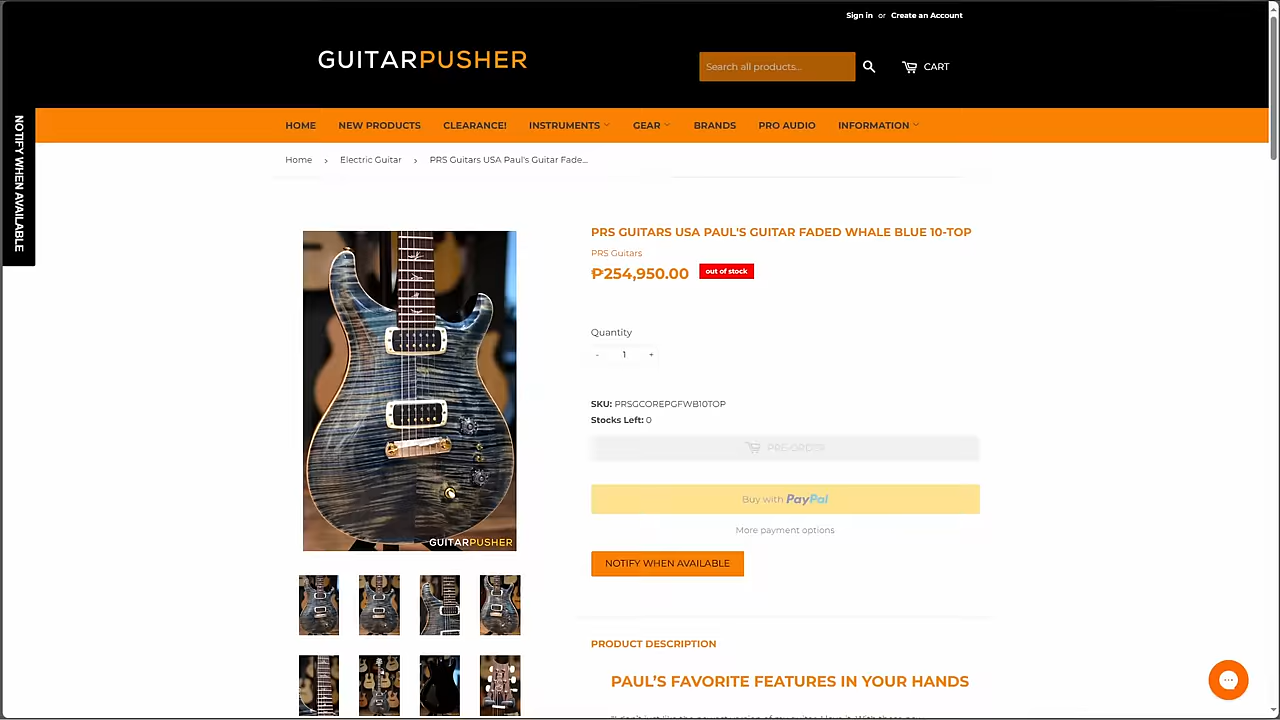 Sign in or Create an Account
GUITARPUSHER
Search all products...
CART
NOTIFY WHEN AVAILABLE
HOME NEW PRODUCTS CLEARANCE! INSTRUMENTS GEAR BRANDS PRO AUDIO INFORMATION
Home › Electric Guitar › PRS Guitars USA Paul's Guitar Fade...
PRS GUITARS USA PAUL'S GUITAR FADED WHALE BLUE 10-TOP
PRS Guitars
₱254,950.00 out of stock
Quantity
- 1 +
SKU: PRSGCOREPGFWB10TOP
Stocks Left: 0
PRE-ORDER
Buy with PayPal
More payment options
GUITARPUSHER
NOTIFY WHEN AVAILABLE
PRODUCT DESCRIPTION
PAUL'S FAVORITE FEATURES IN YOUR HANDS